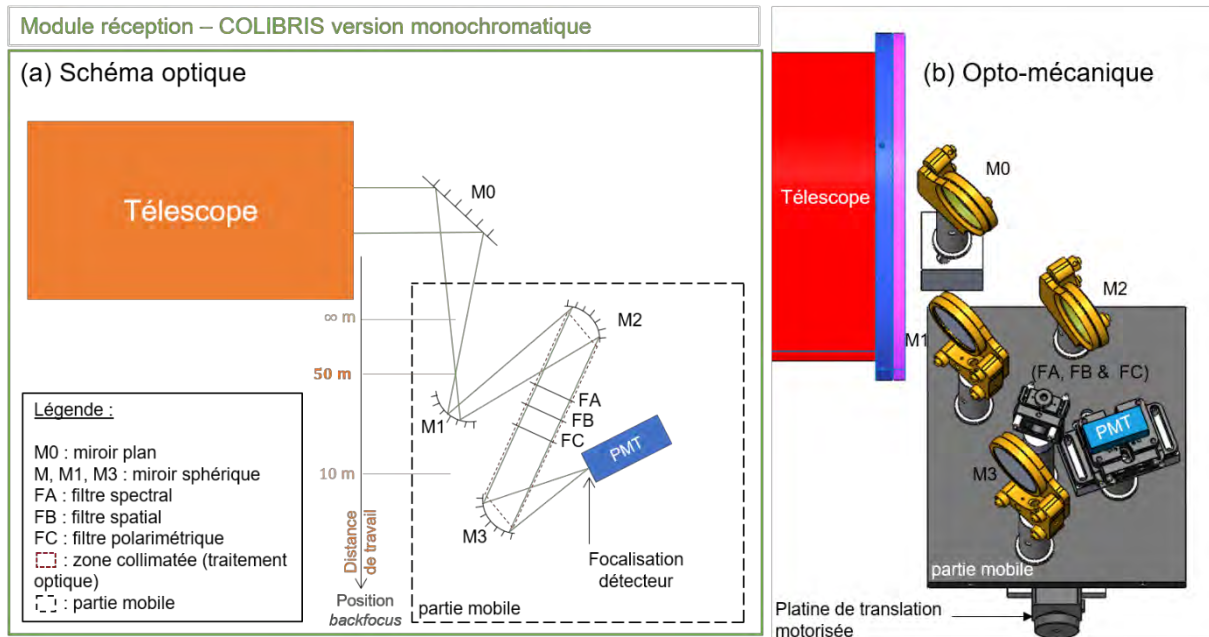 Module réception – COLIBRIS version monochromatique
(a) Schéma optique
Télescope
M0
∞ m
50 m
10 m
Distance
de travail
Position
backfocus
M1
M2
FA
FB
FC
PMT
M3
Focalisation
détecteur
partie mobile
Légende :
M0 : miroir plan
M, M1, M3 : miroir sphérique
FA : filtre spectral
FB : filtre spatial
FC : filtre polarimétrique
: zone collimatée (traitement
optique)
: partie mobile
(b) Opto-mécanique
Télescope
M0
M2
M1
(FA, FB & FC)
PMT
M3
partie mobile
Platine de translation
motorisée